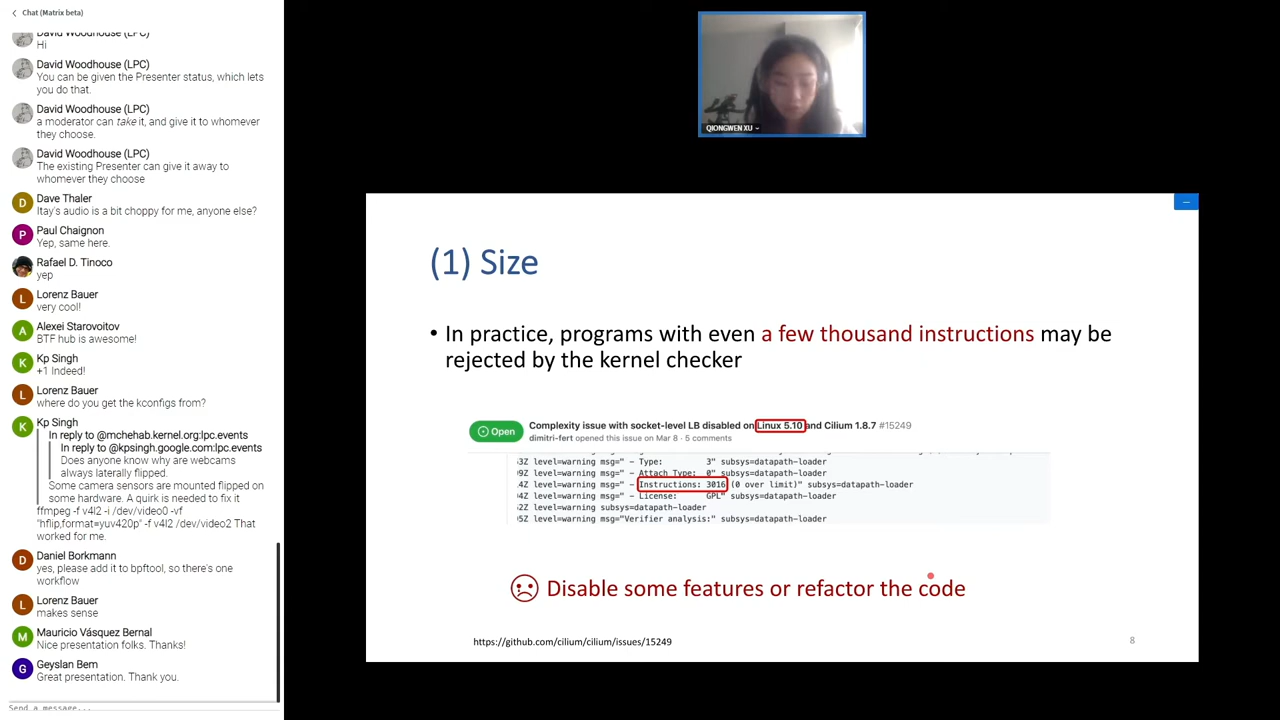 Chat (Matrix beta)
David Woodhouse (LPC)
Hi
David Woodhouse (LPC)
You can be given the Presenter status, which lets
you do that.
David Woodhouse (LPC)
a moderator can take it, and give it to whomever
they choose.
David Woodhouse (LPC)
The existing Presenter can give it away to
whomever they choose
D
Dave Thaler
Itay's audio is a bit choppy for me, anyone else?
P
Paul Chaignon
Yep, same here.
Rafael D. Tinoco
yep
L
Lorenz Bauer
very cool!
A
Alexei Starovoitov
BTF hub is awesome!
K
Kp Singh
+1 Indeed!
L
Lorenz Bauer
where do you get the kconfigs from?
K
Kp Singh
In reply to @mchehab.kernel.org:lpc.events
In reply to @kpsingh.google.com:lpc.events
Does anyone know why are webcams
always laterally flipped.
Some camera sensors are mounted flipped on
some hardware. A quirk is needed to fix it
ffmpeg -f v4l2 -i /dev/video0 -vf
"hflip,format=yuv420p" -f v4l2 /dev/video2 That
worked for me.
D
Daniel Borkmann
yes, please add it to bpftool, so there's one
workflow
L
Lorenz Bauer
makes sense
M
Mauricio Vásquez Bernal
Nice presentation folks. Thanks!
G
Geyslan Bem
Great presentation. Thank you.
Send a message...
QIONGWEN XU
(1) Size
• In practice, programs with even a few thousand instructions may be
rejected by the kernel checker
Open
Complexity issue with socket-level LB disabled on Linux 5.10 and Cilium 1.8.7 #15249
dimitri-fert opened this issue on Mar 8 · 5 comments
53Z level=warning msg=" - Type: 3" subsys=datapath-loader
09Z level=warning msg=" - Attach Type: 0" subsys=datapath-loader
14Z level=warning msg=" - Instructions: 3016 (0 over limit)" subsys=datapath-loader
04Z level=warning msg=" - License: GPL" subsys=datapath-loader
02Z level=warning subsys=datapath-loader
05Z level=warning msg="Verifier analysis:" subsys=datapath-loader
Disable some features or refactor the code
https://github.com/cilium/cilium/issues/15249
8